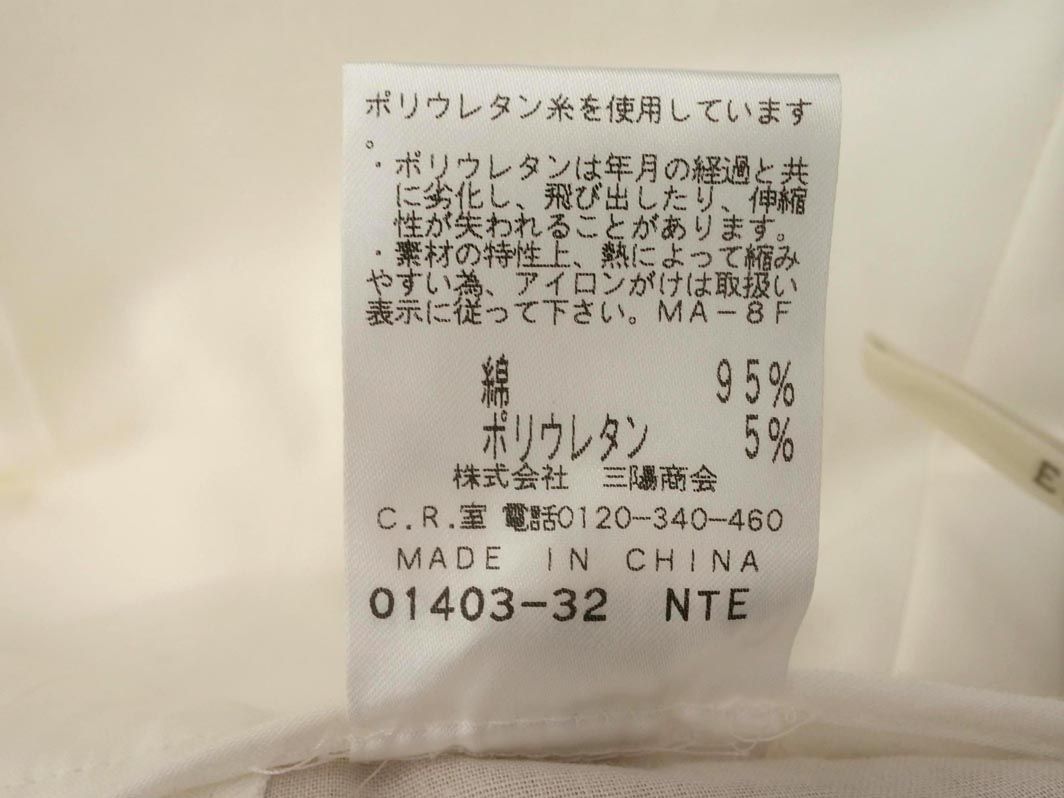 ポリウレタン糸を使用しています
。
・ポリウレタンは年月の経過と共
に劣化し、飛び出したり、伸縮
性が失われることがあります。
・素材の特性上、熱によって縮み
やすい為、アイロンがけは取扱い
表示に従って下さい。MA-8F
綿 95%
ポリウレタン 5%
株式会社 三陽商会
C.R.室 電話0120-340-460
MADE IN CHINA
01403-32 NTE
E